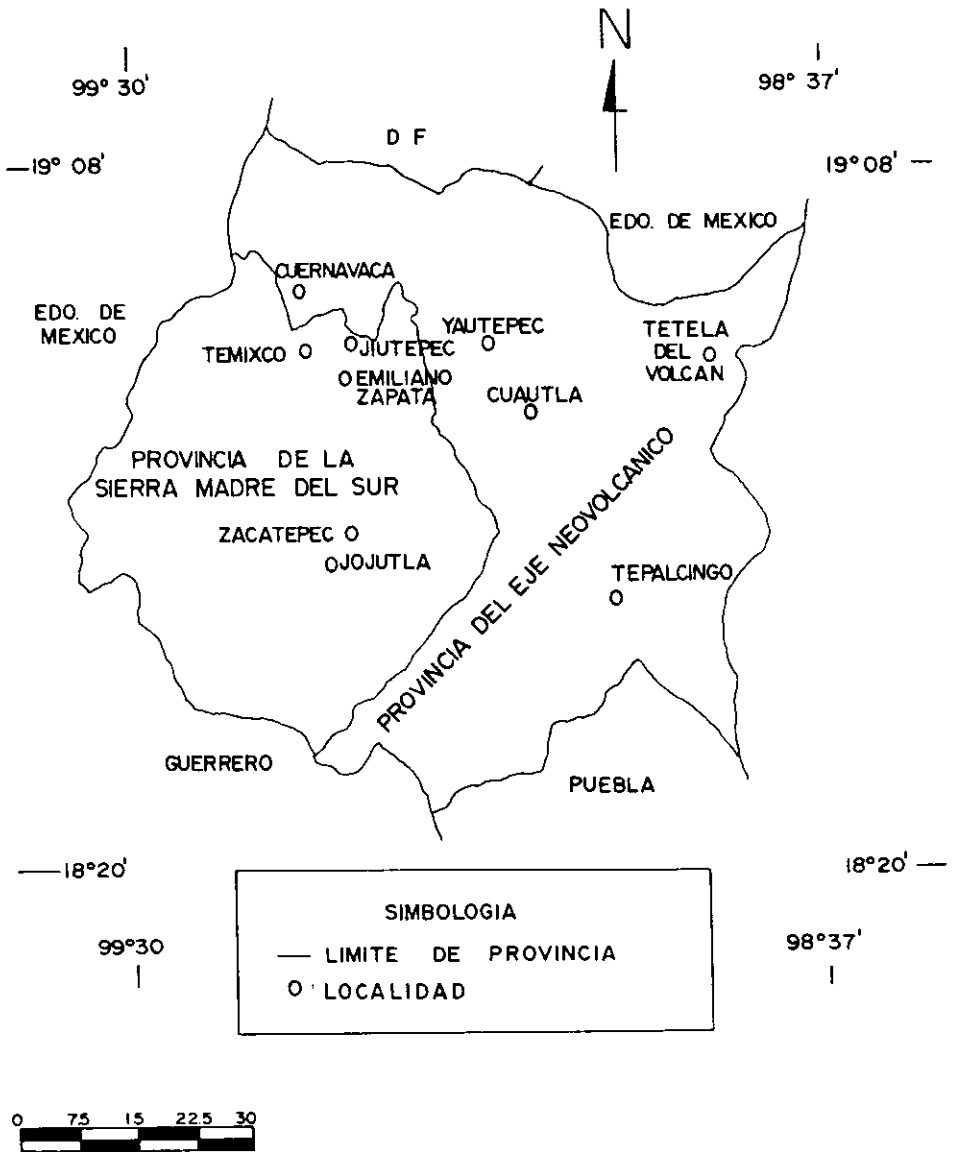 N
99° 30'
98° 37'
D F
19° 08'
19° 08'
EDO. DE MEXICO
CUERNAVACA
EDO. DE
MEXICO
YAUTEPEC
TETELA
DEL
VOLCAN
TEMIXCO
JIUTEPEC
EMILIANO
ZAPATA
CUAUTLA
PROVINCIA DE LA
SIERRA MADRE DEL SUR
PROVINCIA DEL EJE NEOVOLCANICO
ZACATEPEC
JOJUTLA
TEPALCINGO
GUERRERO
PUEBLA
18°20'
18°20'
SIMBOLOGIA
99°30
98°37'
LIMITE DE PROVINCIA
LOCALIDAD
0 7.5 15 22.5 30